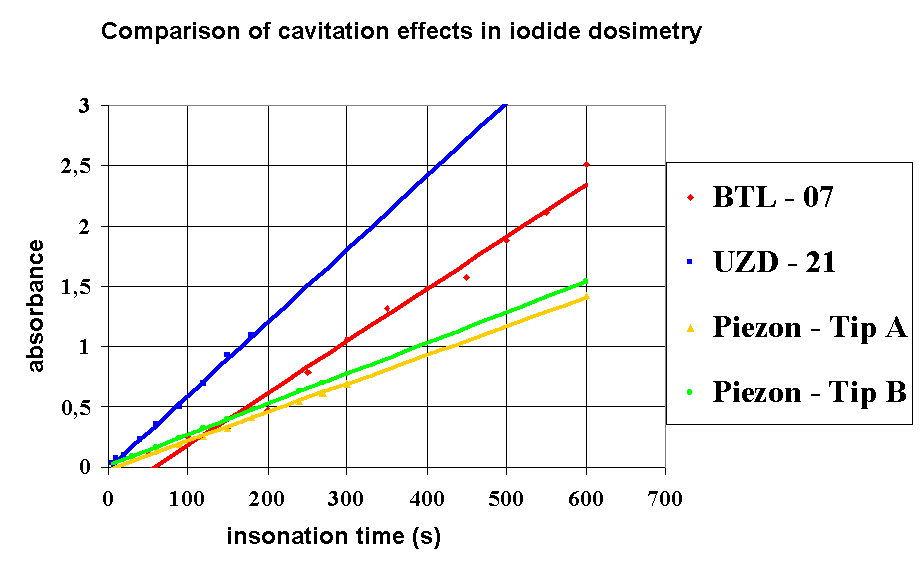 Comparison of cavitation effects in iodide dosimetry
3
2,5
2
1,5
1
0,5
0
0 100 200 300 400 500 600 700
absorbance
insonation time (s)
BTL - 07
UZD - 21
Piezon - Tip A
Piezon - Tip B